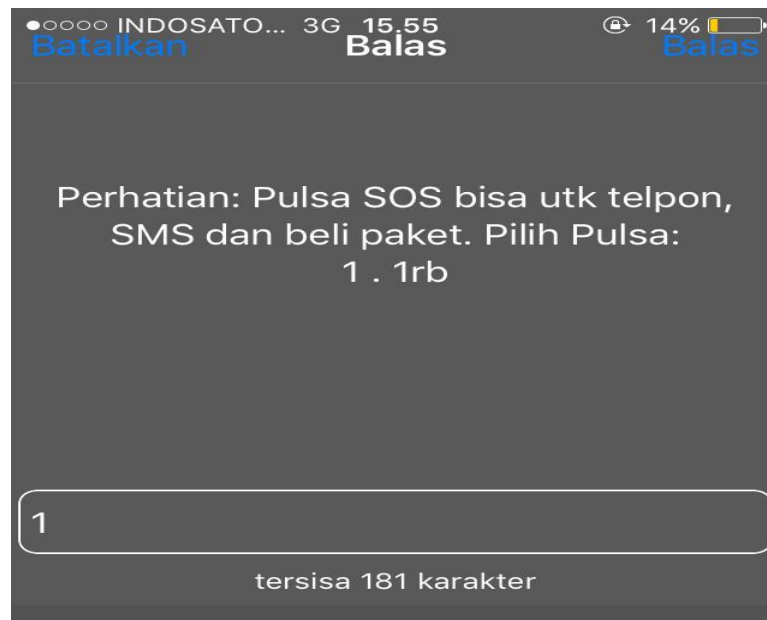 INDOSATO... 3G 15.55 14%
Batalkan Balas Balas
Perhatian: Pulsa SOS bisa utk telpon,
SMS dan beli paket. Pilih Pulsa:
1 . 1rb
1
tersisa 181 karakter